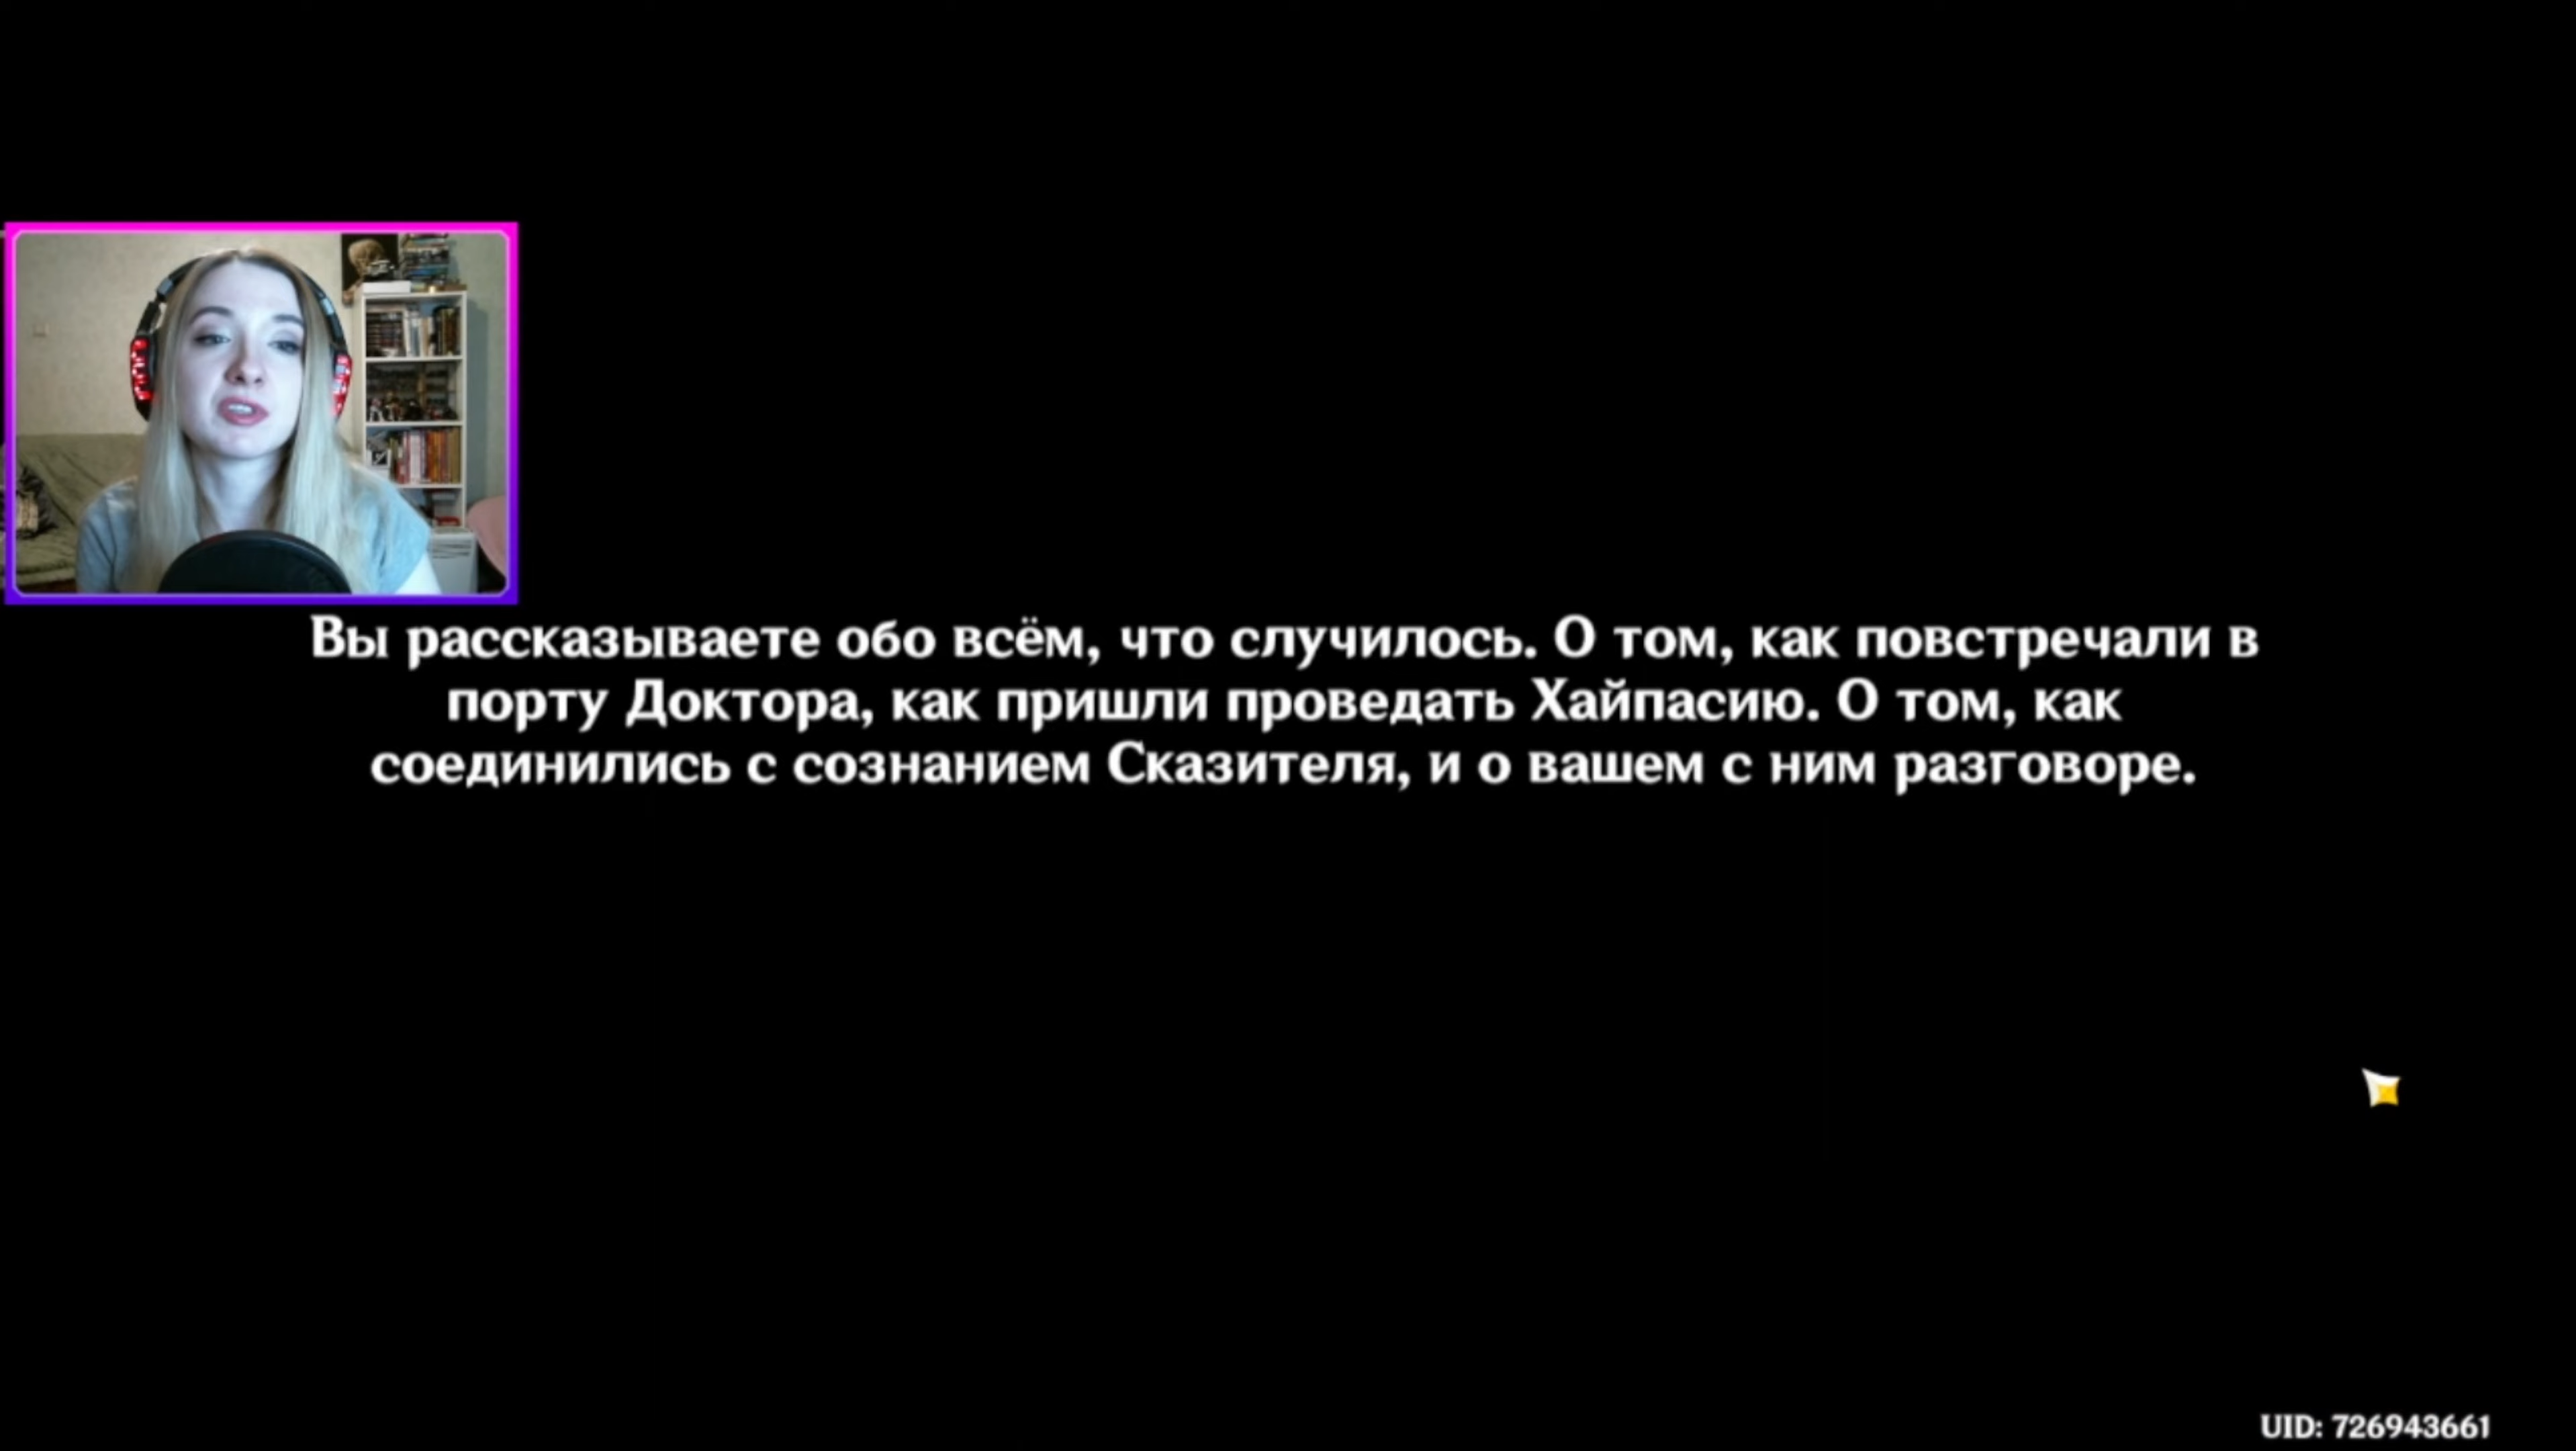 Вы рассказываете обо всём, что случилось. О том, как повстречали в
порту Доктора, как пришли проведать Хайпасию. О том, как
соединились с сознанием Сказителя, и о вашем с ним разговоре.
UID: 726943661